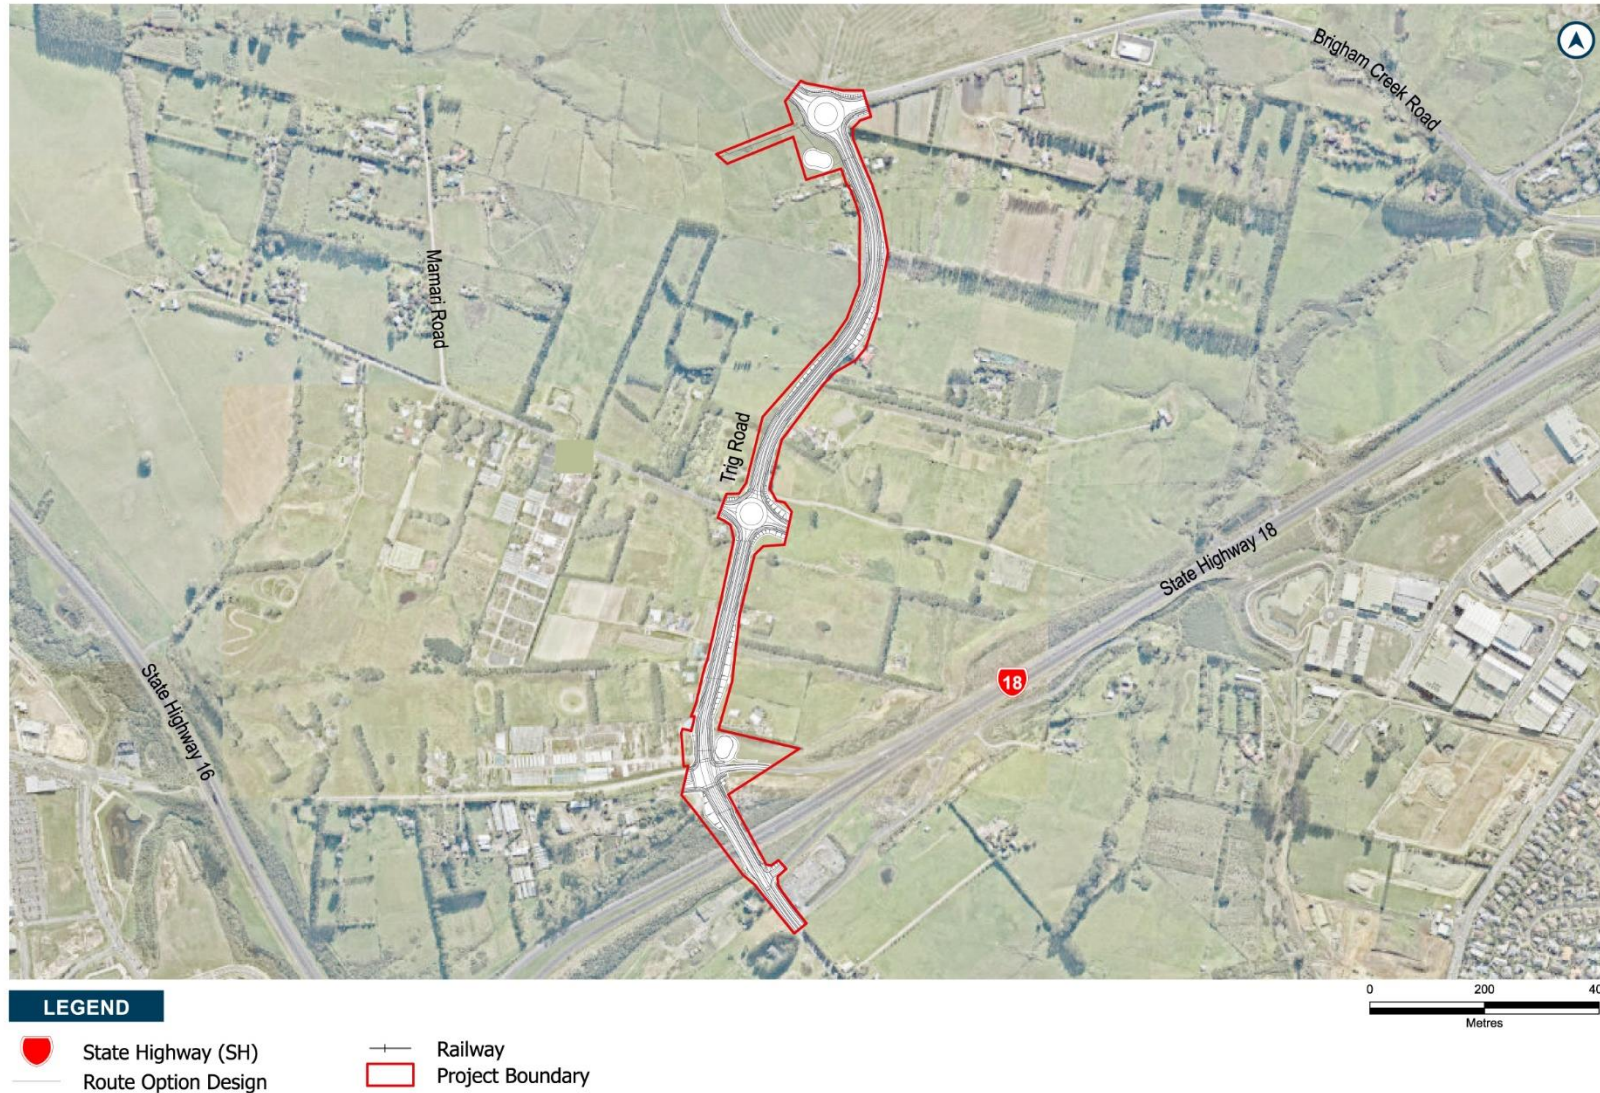 Brigham Creek Road
Mamari Road
Trig Road
State Highway 18
18
State Highway 16
LEGEND
State Highway (SH)
Route Option Design
Railway
Project Boundary
0 200 40
Metres